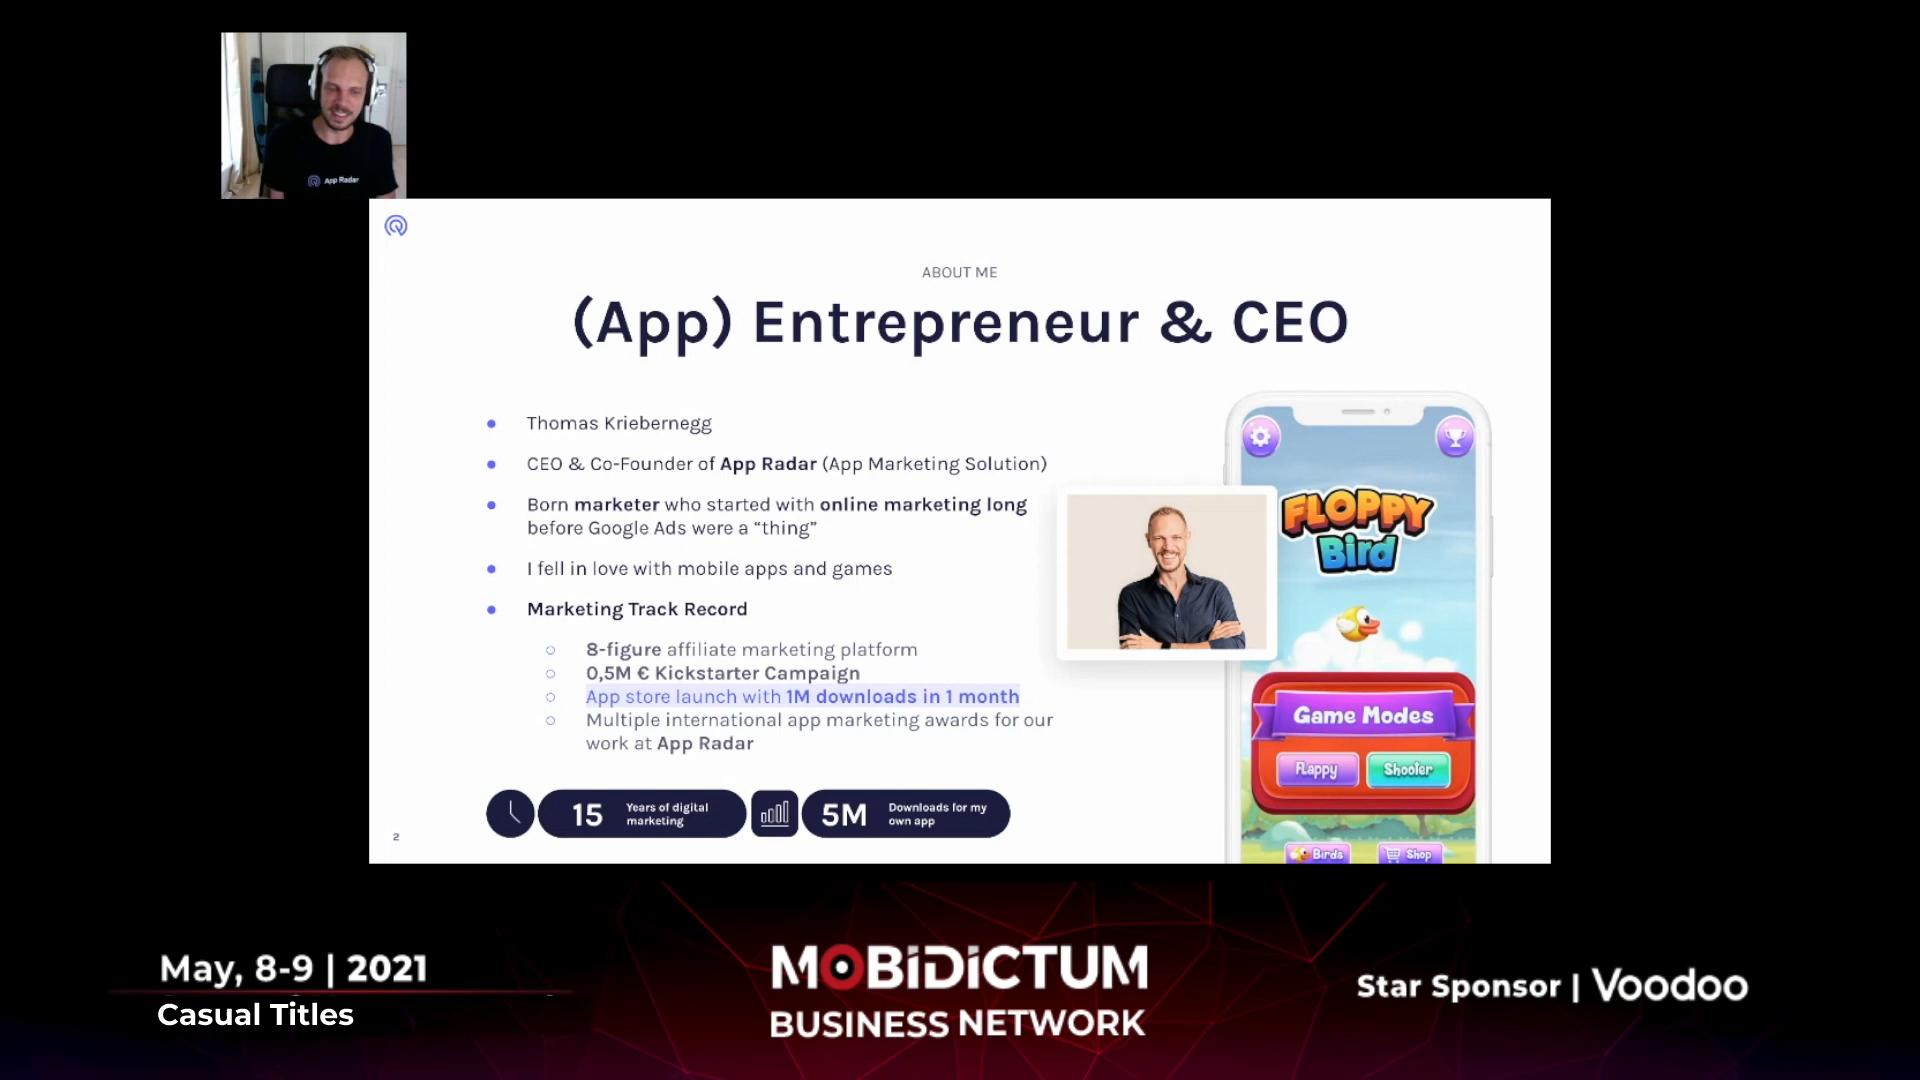 App Radar
ABOUT ME
(App) Entrepreneur & CEO
Thomas Kriebernegg
CEO & Co-Founder of App Radar (App Marketing Solution)
Born marketer who started with online marketing long
before Google Ads were a “thing”
I fell in love with mobile apps and games
Marketing Track Record
8-figure affiliate marketing platform
0,5M € Kickstarter Campaign
App store launch with 1M downloads in 1 month
Multiple international app marketing awards for our
work at App Radar
15 Years of digital
marketing
5M Downloads for my
own app
2
FLOPPY
Bird
Game Modes
Flappy Shooter
Birds Shop
May, 8-9 | 2021
Casual Titles
MOBiDiCTUM
BUSINESS NETWORK
Star Sponsor | Voodoo